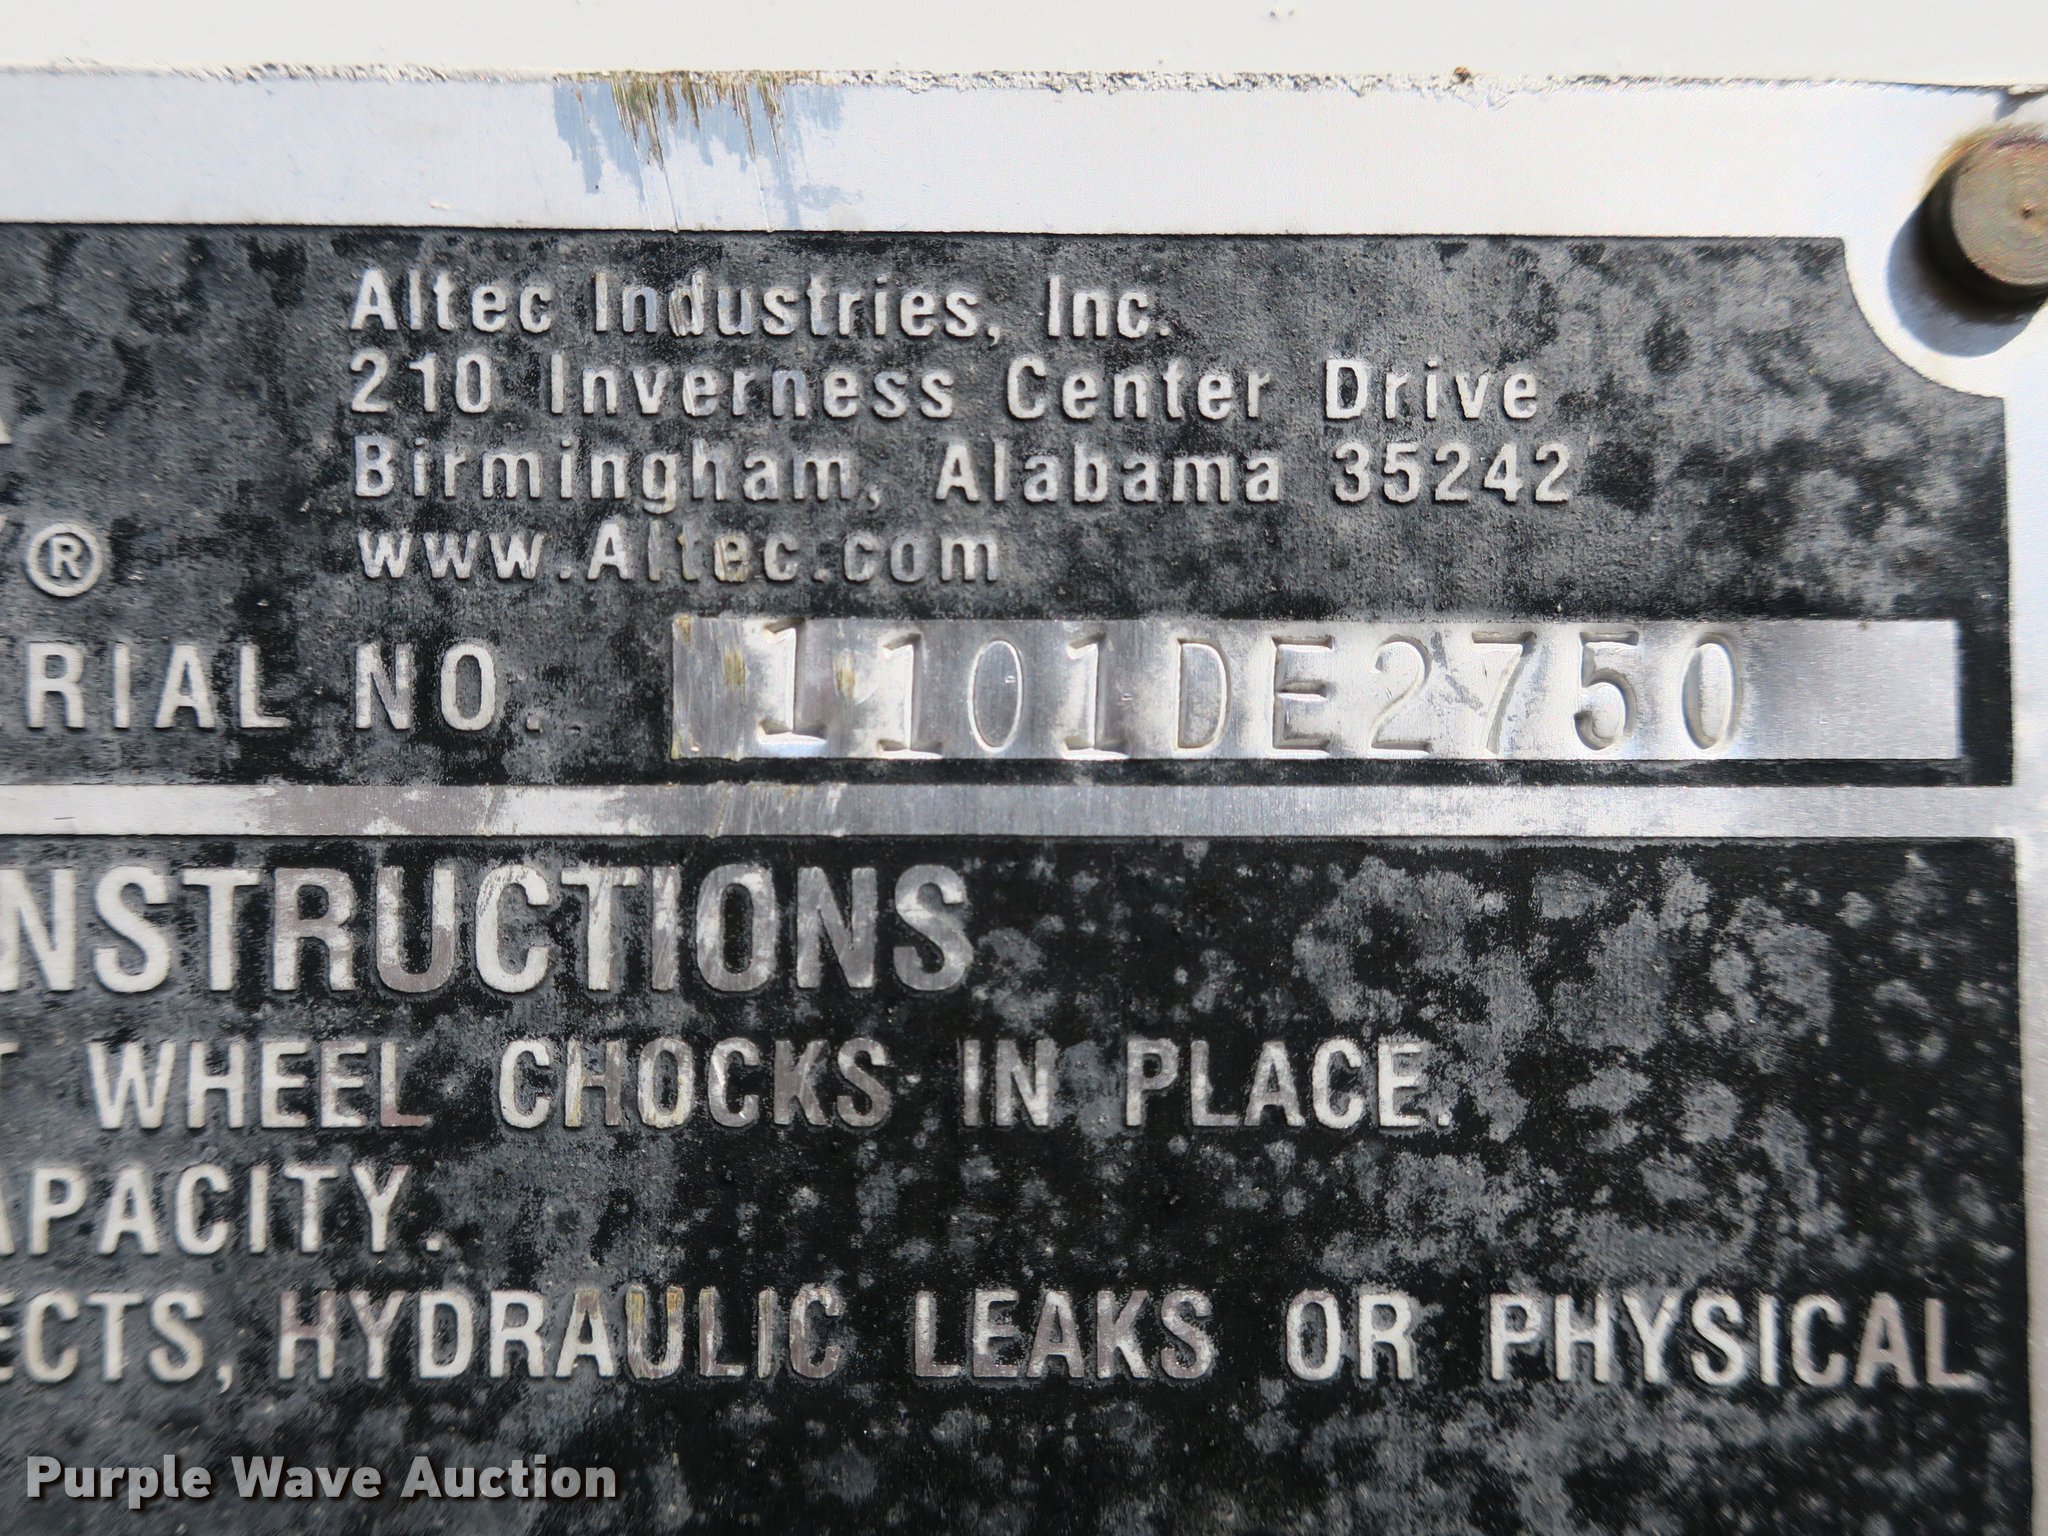 Altec Industries, Inc.
210 Inverness Center Drive
Birmingham, Alabama 35242
®
www.Altec.com
ERIAL NO. 1101DE2750
NSTRUCTIONS
T WHEEL CHOCKS IN PLACE.
APACITY.
ECTS, HYDRAULIC LEAKS OR PHYSICAL
Purple Wave Auction